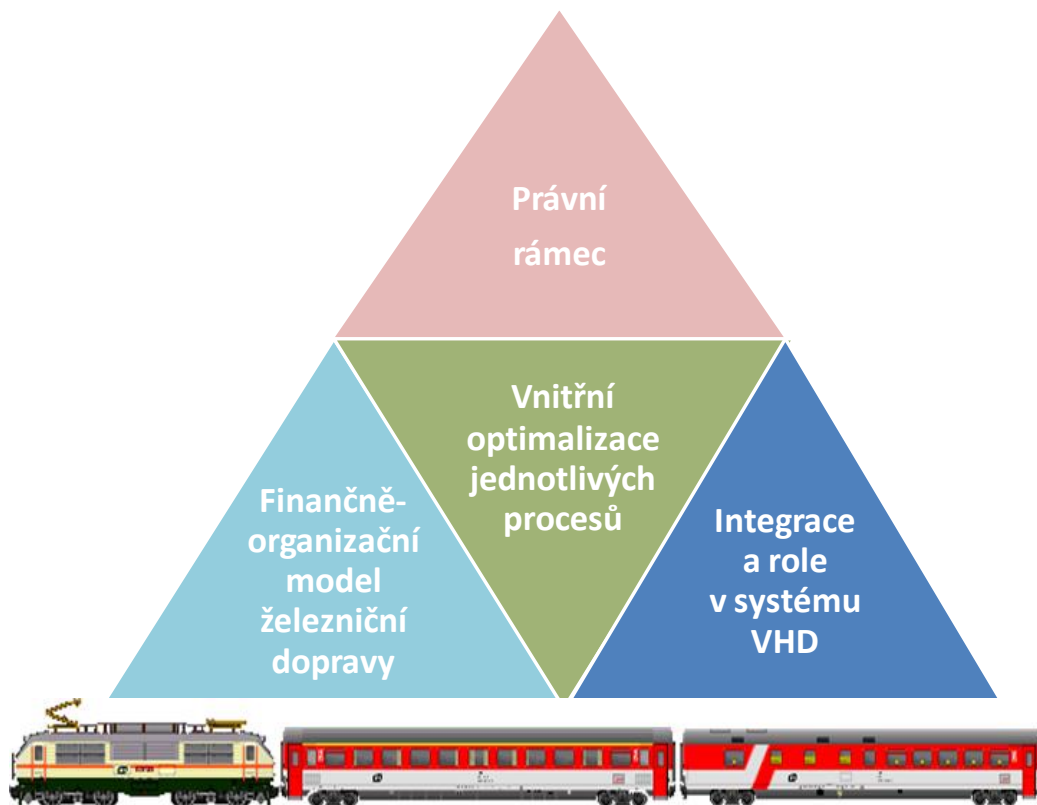 Právní
rámec
Vnitřní
optimalizace
jednotlivých
procesů
Finančně-
organizační
model
železniční
dopravy
Integrace
a role
v systému
VHD